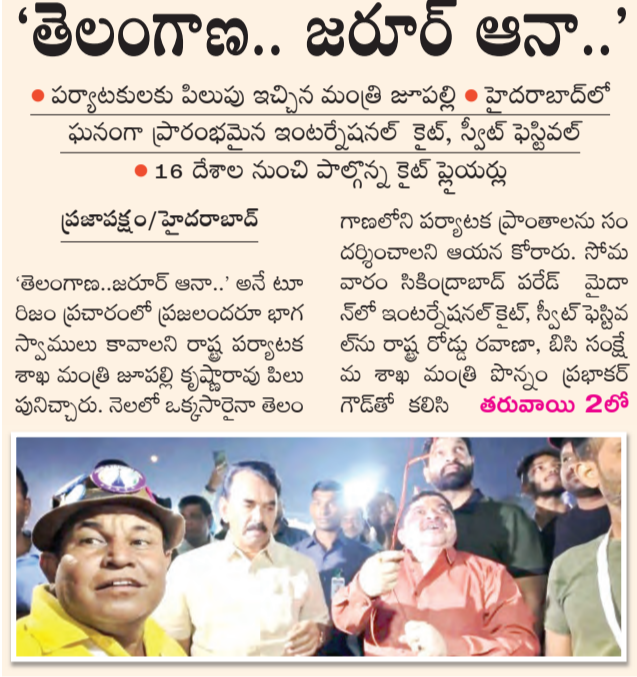 ‘తెలంగాణ.. జరూర్ ఆనా..’
● పర్యాటకులకు పిలుపు ఇచ్చిన మంత్రి జూపల్లి ● హైదరాబాద్‌లో
ఘనంగా ప్రారంభమైన ఇంటర్నేషనల్ కైట్, స్వీట్ ఫెస్టివల్
● 16 దేశాల నుంచి పాల్గొన్న కైట్ ప్లైయర్లు
ప్రజాపక్షం/హైదరాబాద్
‘తెలంగాణ..జరూర్ ఆనా..’ అనే టూ
రిజం ప్రచారంలో ప్రజలందరూ భాగ
స్వాములు కావాలని రాష్ట్ర పర్యాటక
శాఖ మంత్రి జూపల్లి కృష్ణారావు పిలు
పునిచ్చారు. నెలలో ఒక్కసారైనా తెలం
గాణలోని పర్యాటక ప్రాంతాలను సం
దర్శించాలని ఆయన కోరారు. సోమ
వారం సికింద్రాబాద్ పరేడ్ మైదా
న్‌లో ఇంటర్నేషనల్ కైట్, స్వీట్ ఫెస్టివ
ల్‌ను రాష్ట్ర రోడ్డు రవాణా, బిసి సంక్షే
మ శాఖ మంత్రి పొన్నం ప్రభాకర్
గౌడ్‌తో కలిసి తరువాయి 2లో